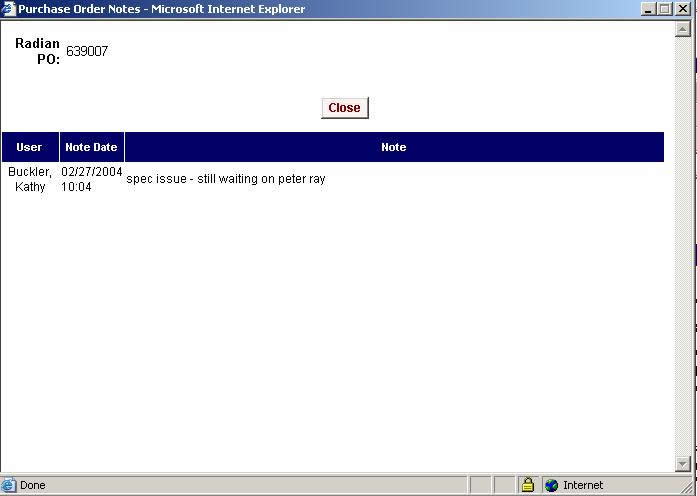 Purchase Order Notes - Microsoft Internet Explorer
Radian
PO:
639007
Close
User Note Date Note
Buckler,
Kathy
02/27/2004
10:04
spec issue - still waiting on peter ray
Done
Internet